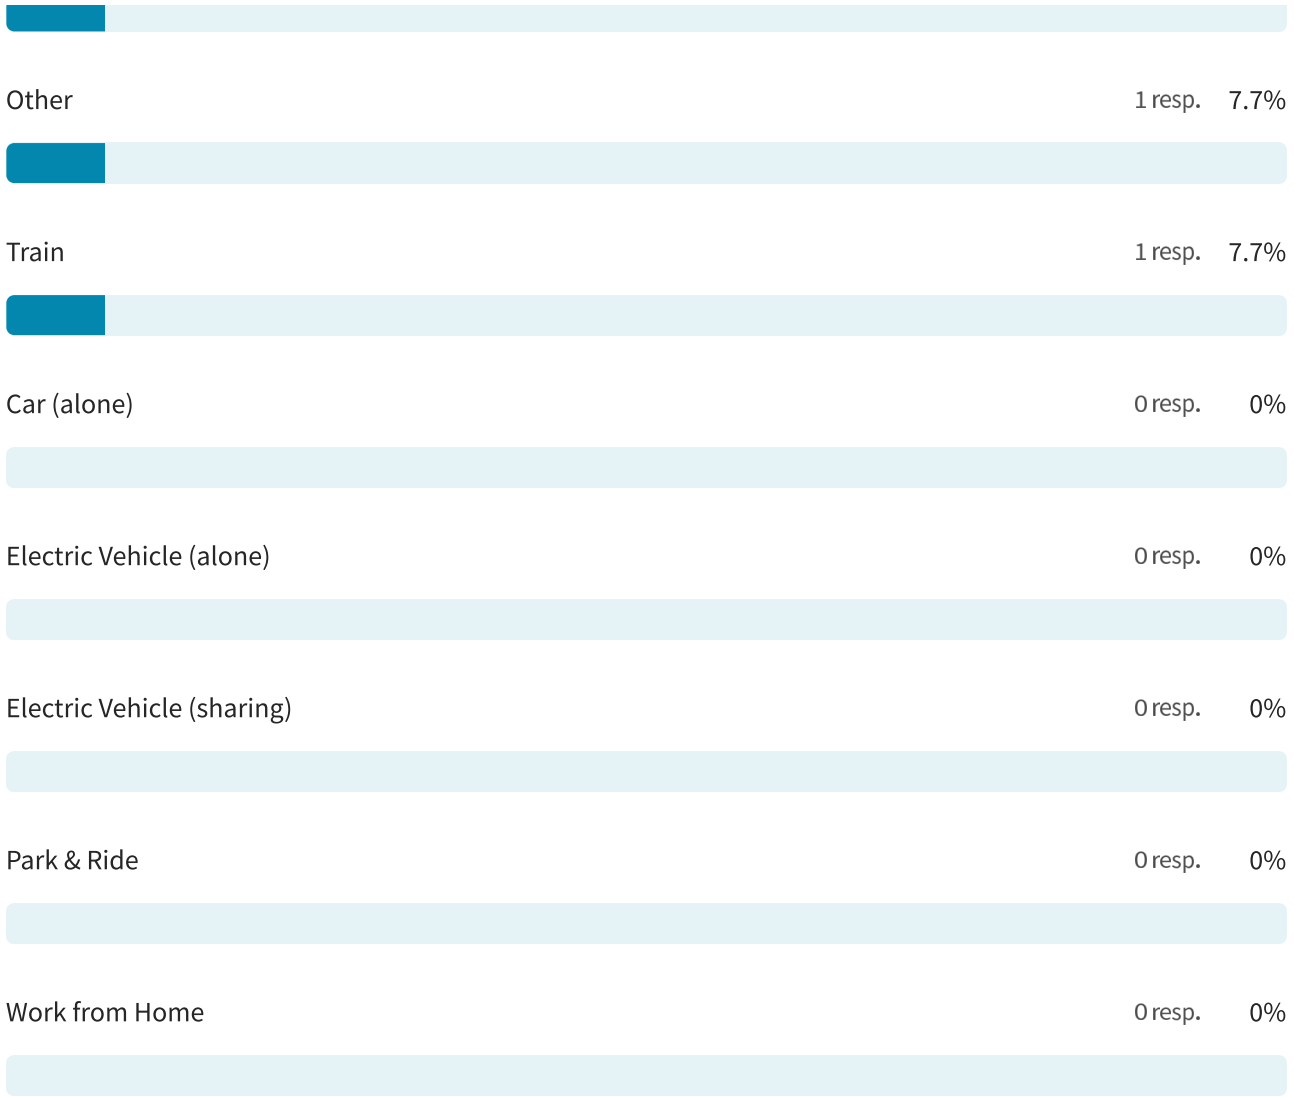 Other 1 resp. 7.7%
Train 1 resp. 7.7%
Car (alone) 0 resp. 0%
Electric Vehicle (alone) 0 resp. 0%
Electric Vehicle (sharing) 0 resp. 0%
Park & Ride 0 resp. 0%
Work from Home 0 resp. 0%